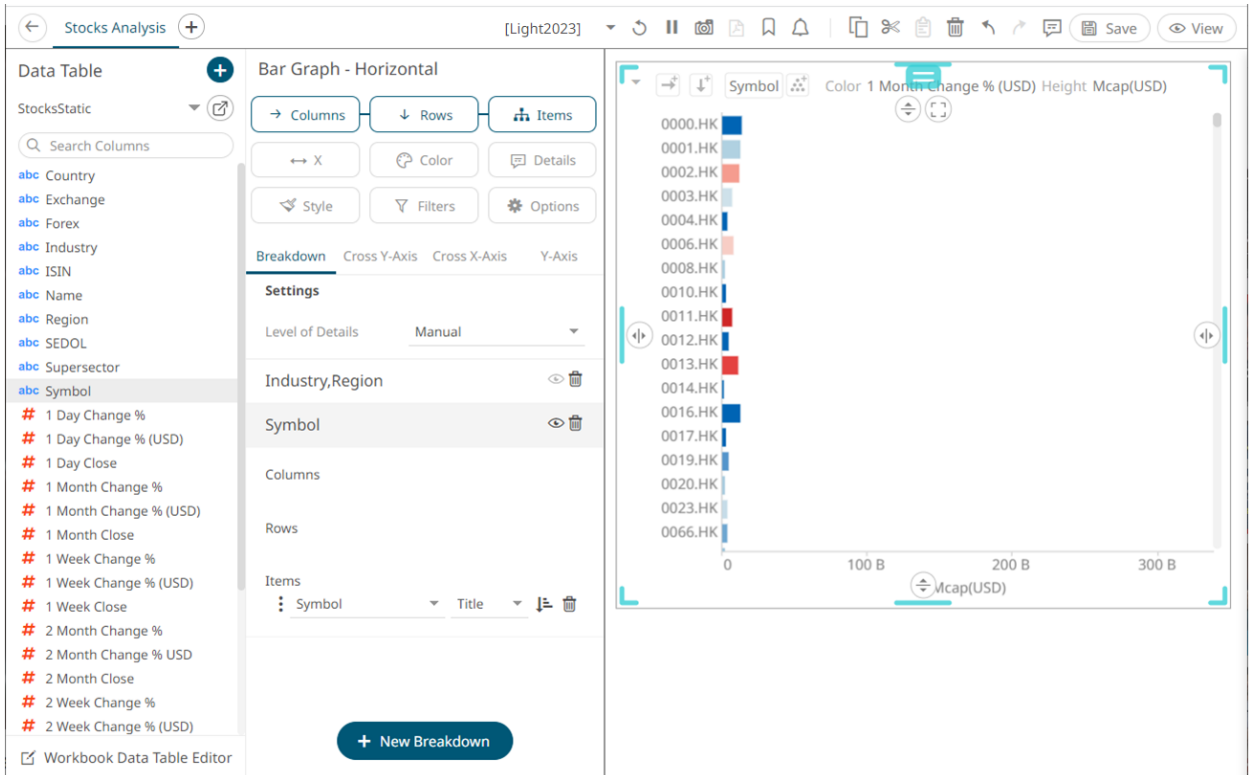 Stocks Analysis
[Light2023]
Save
View
Data Table
StocksStatic
Search Columns
abc Country
abc Exchange
abc Forex
abc Industry
abc ISIN
abc Name
abc Region
abc SEDOL
abc Supersector
abc Symbol
# 1 Day Change %
# 1 Day Change % (USD)
# 1 Day Close
# 1 Month Change %
# 1 Month Change % (USD)
# 1 Month Close
# 1 Week Change %
# 1 Week Change % (USD)
# 1 Week Close
# 2 Month Change %
# 2 Month Change % USD
# 2 Month Close
# 2 Week Change %
# 2 Week Change % (USD)
Workbook Data Table Editor
Bar Graph - Horizontal
Columns
Rows
Items
X
Color
Details
Style
Filters
Options
Breakdown
Cross Y-Axis
Cross X-Axis
Y-Axis
Settings
Level of Details
Manual
Industry,Region
Symbol
Columns
Rows
Items
Symbol
Title
+ New Breakdown
Symbol
Color 1 Month Change % (USD) Height Mcap(USD)
0000.HK
0001.HK
0002.HK
0003.HK
0004.HK
0006.HK
0008.HK
0010.HK
0011.HK
0012.HK
0013.HK
0014.HK
0016.HK
0017.HK
0019.HK
0020.HK
0023.HK
0066.HK
0
100 B
200 B
300 B
Mcap(USD)